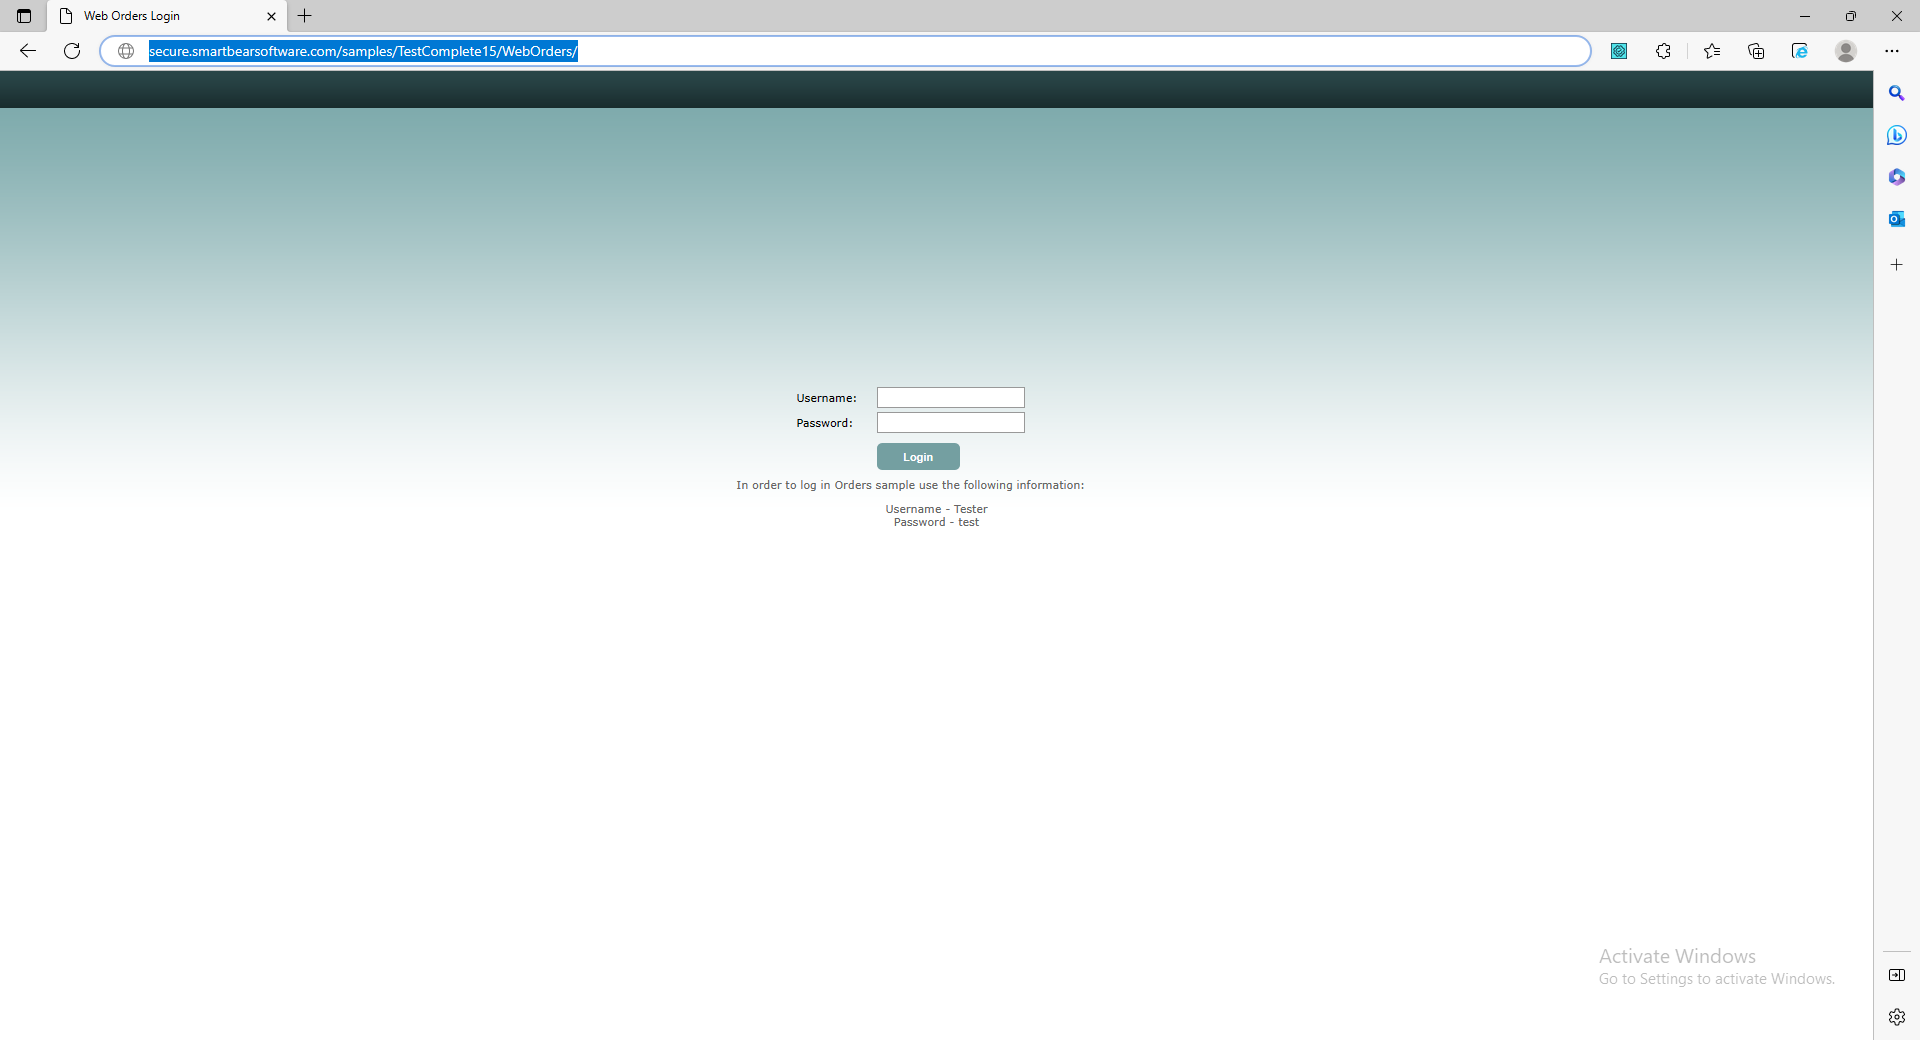 Web Orders Login
secure.smartbearsoftware.com/samples/TestComplete15/WebOrders/
Username:
Password:
Login
In order to log in Orders sample use the following information:
Username - Tester
Password - test
Activate Windows
Go to Settings to activate Windows.